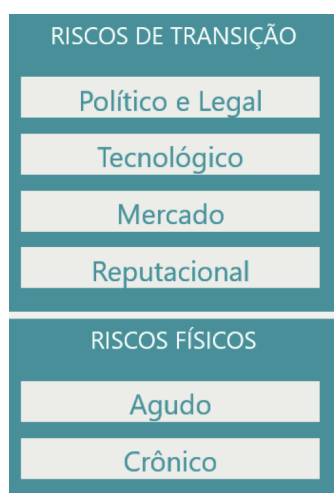 RISCOS DE TRANSIÇÃO
Político e Legal
Tecnológico
Mercado
Reputacional
RISCOS FÍSICOS
Agudo
Crônico